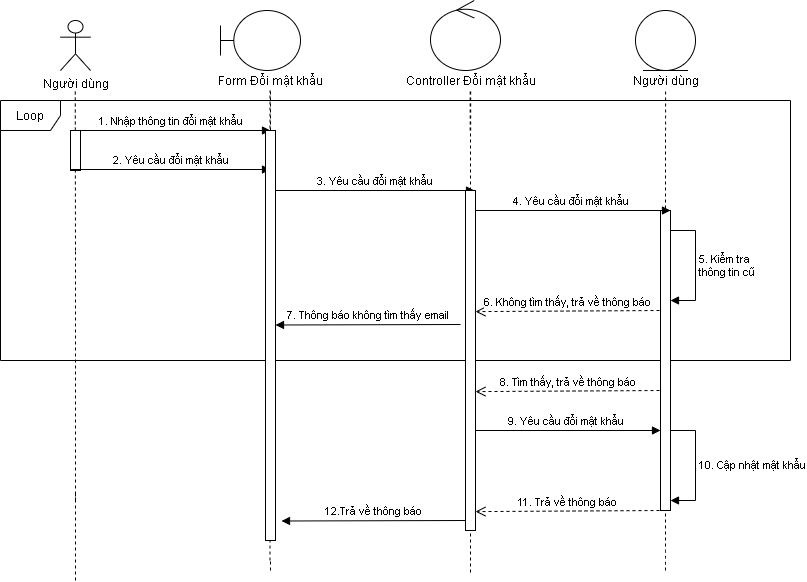 Người dùng
Form Đổi mật khẩu
Controller Đổi mật khẩu
Người dùng
Loop
1. Nhập thông tin đổi mật khẩu
2. Yêu cầu đổi mật khẩu
3. Yêu cầu đổi mật khẩu
4. Yêu cầu đổi mật khẩu
5. Kiểm tra
thông tin cũ
6. Không tìm thấy, trả về thông báo
7. Thông báo không tìm thấy email
8. Tìm thấy, trả về thông báo
9. Yêu cầu đổi mật khẩu
10. Cập nhật mật khẩu
11. Trả về thông báo
12.Trả về thông báo